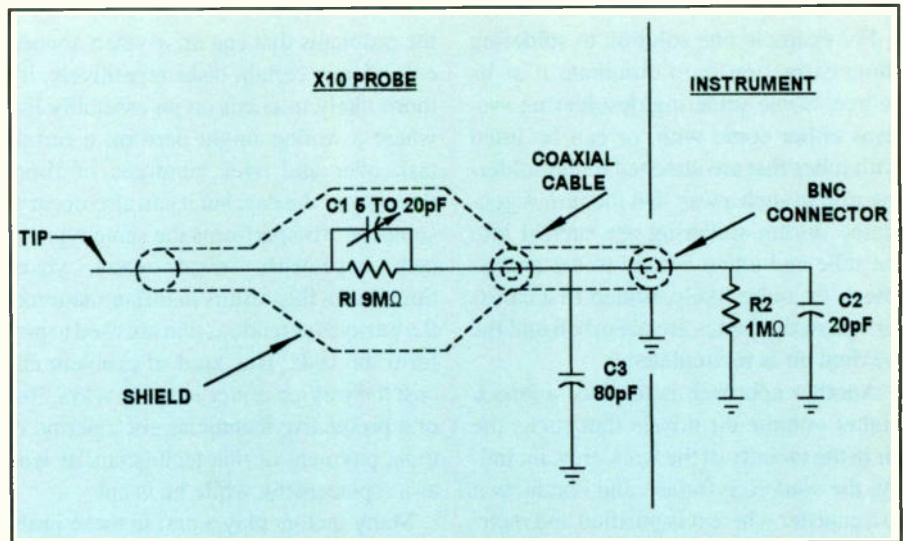 X10 PROBE
INSTRUMENT
COAXIAL
CABLE
BNC
CONNECTOR
C1 5 TO 20pF
TIP
R1 9MΩ
R2
1MΩ
C2
20pF
SHIELD
C3
80pF